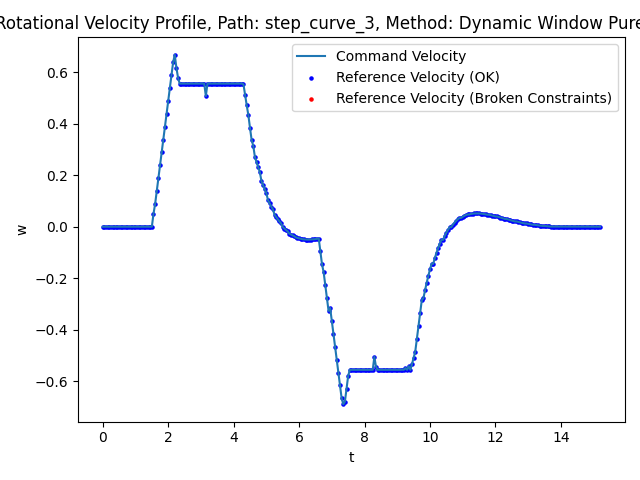 Rotational Velocity Profile, Path: step_curve_3, Method: Dynamic Window Pure
Command Velocity
Reference Velocity (OK)
Reference Velocity (Broken Constraints)
0.6
0.4
0.2
0.0
−0.2
−0.4
−0.6
w
0 2 4 6 8 10 12 14
t